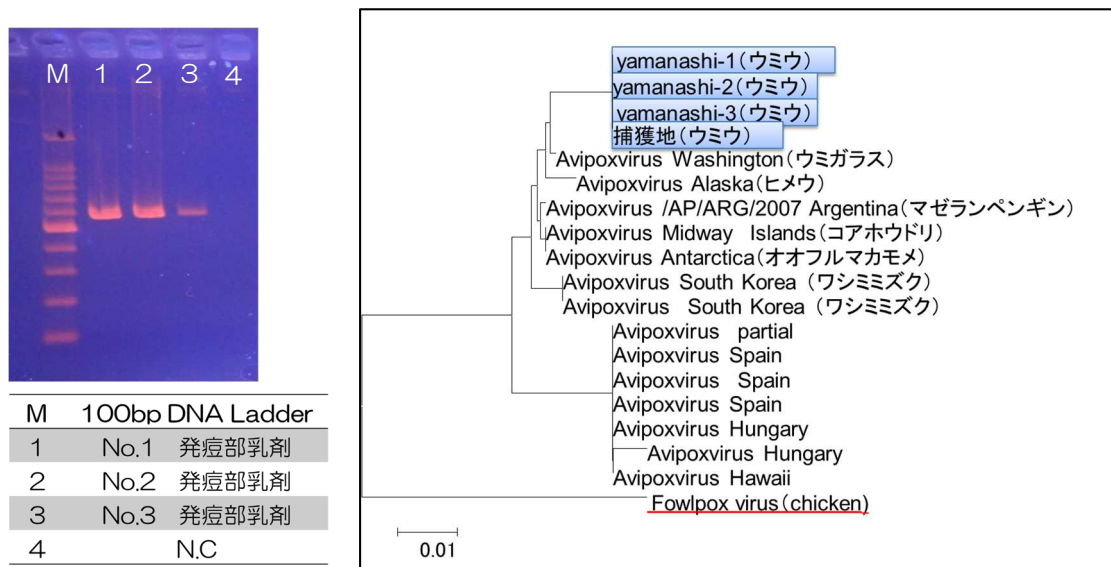 M 1 2 3 4
M 100bp DNA Ladder
1 No.1 発痘部乳剤
2 No.2 発痘部乳剤
3 No.3 発痘部乳剤
4 N.C
yamanashi-1(ウミウ)
yamanashi-2(ウミウ)
yamanashi-3(ウミウ)
捕獲地(ウミウ)
Avipoxvirus Washington(ウミガラス)
Avipoxvirus Alaska(ヒメウ)
Avipoxvirus /AP/ARG/2007 Argentina(マゼランペンギン)
Avipoxvirus Midway Islands(コアホウドリ)
Avipoxvirus Antarctica(オオフルマカモメ)
Avipoxvirus South Korea (ワシミミズク)
Avipoxvirus South Korea (ワシミミズク)
Avipoxvirus partial
Avipoxvirus Spain
Avipoxvirus Spain
Avipoxvirus Spain
Avipoxvirus Hungary
Avipoxvirus Hungary
Avipoxvirus Hawaii
Fowlpox virus(chicken)
0.01